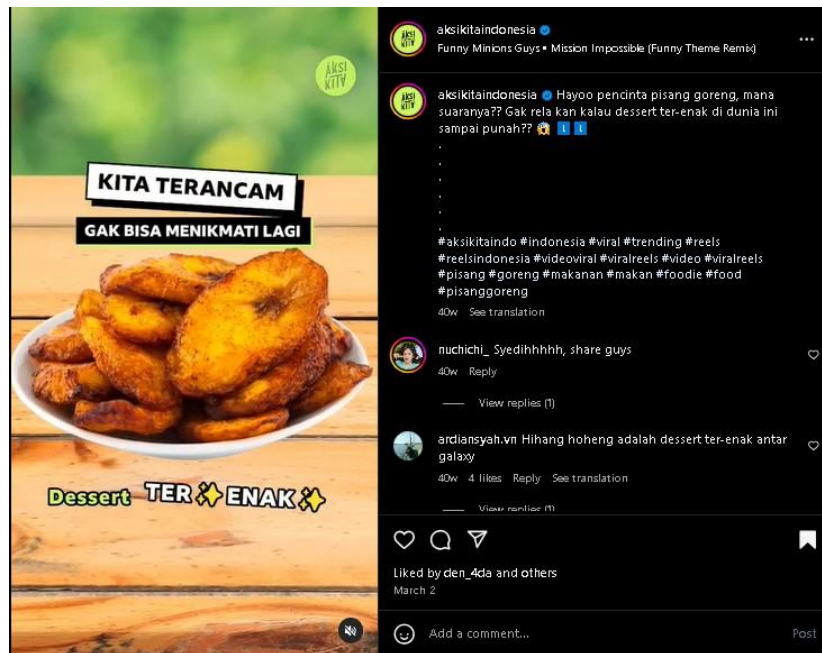 AKSI
KITA
KITA TERANCAM
GAK BISA MENIKMATI LAGI
Dessert TER✨ENAK✨
AKSI
KITA
aksikitaindonesia
Funny Minions Guys • Mission Impossible (Funny Theme Remix)
AKSI
KITA
aksikitaindonesia Hayoo pencinta pisang goreng, mana
suaranya?? Gak rela kan kalau dessert ter-enak di dunia ini
sampai punah?? 😱
.
.
.
.
.
.
#aksikitaindo #indonesia #viral #trending #reels
#reelsindonesia #videoviral #viralreels #video #viralreels
#pisang #goreng #makanan #makan #foodie #food
#pisanggoreng
40w See translation
nuchichi_ Syedihhhhh, share guys
40w Reply
View replies (1)
ardiansyah.vn Hihang hoheng adalah dessert ter-enak antar
galaxy
40w 4 likes Reply See translation
View replies (1)
Liked by den_4da and others
March 2
Add a comment...
Post